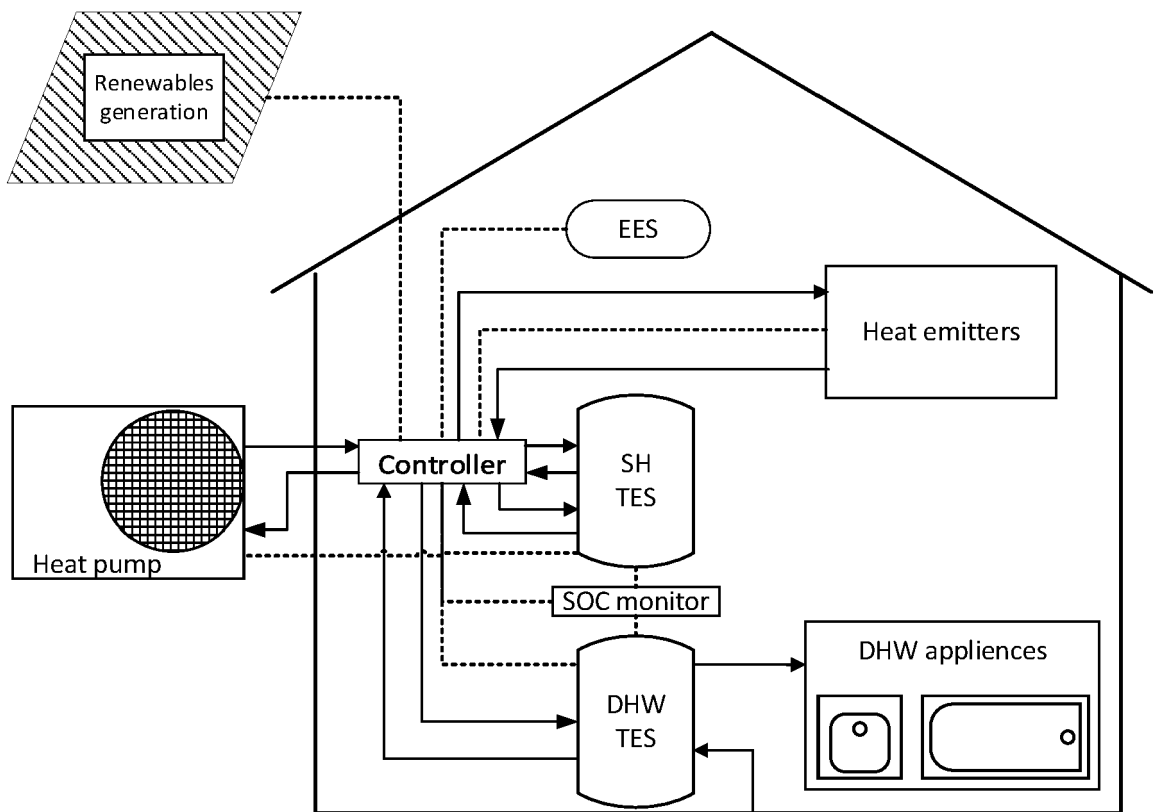 Renewables
generation
EES
Heat emitters
Controller
SH
TES
Heat pump
SOC monitor
DHW appliences
DHW
TES